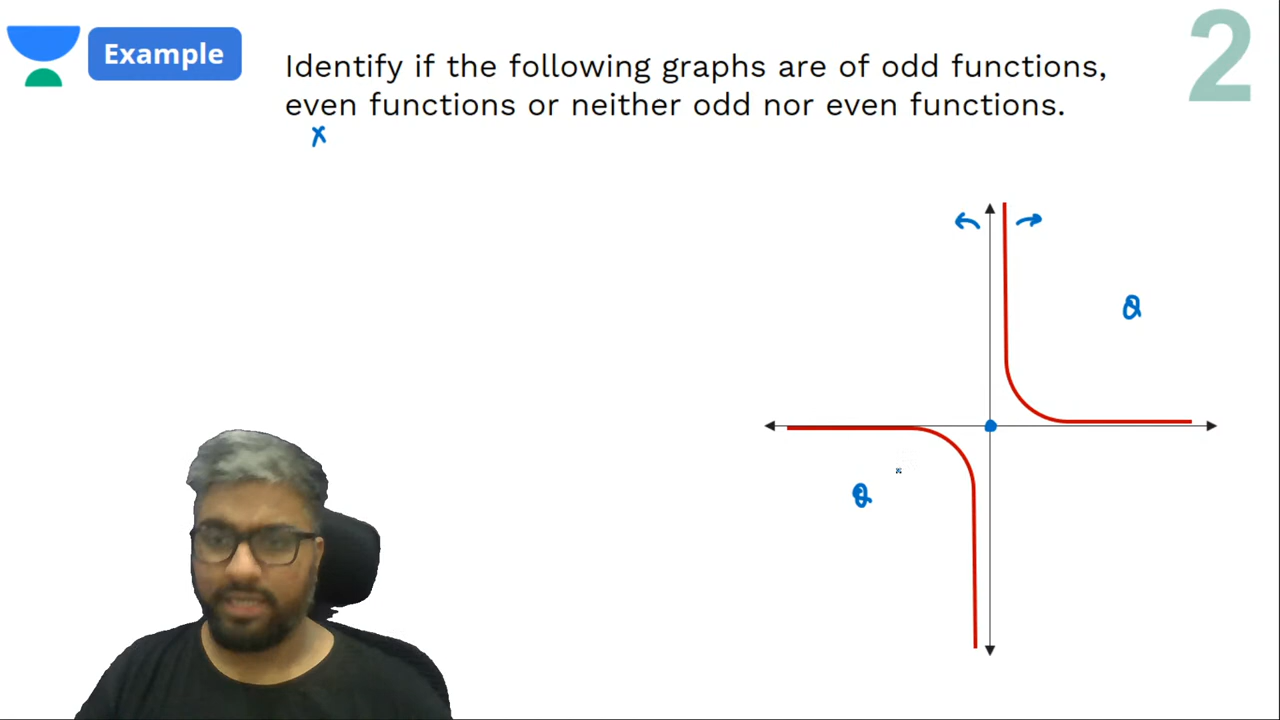 Example
Identify if the following graphs are of odd functions,
even functions or neither odd nor even functions.
x
2